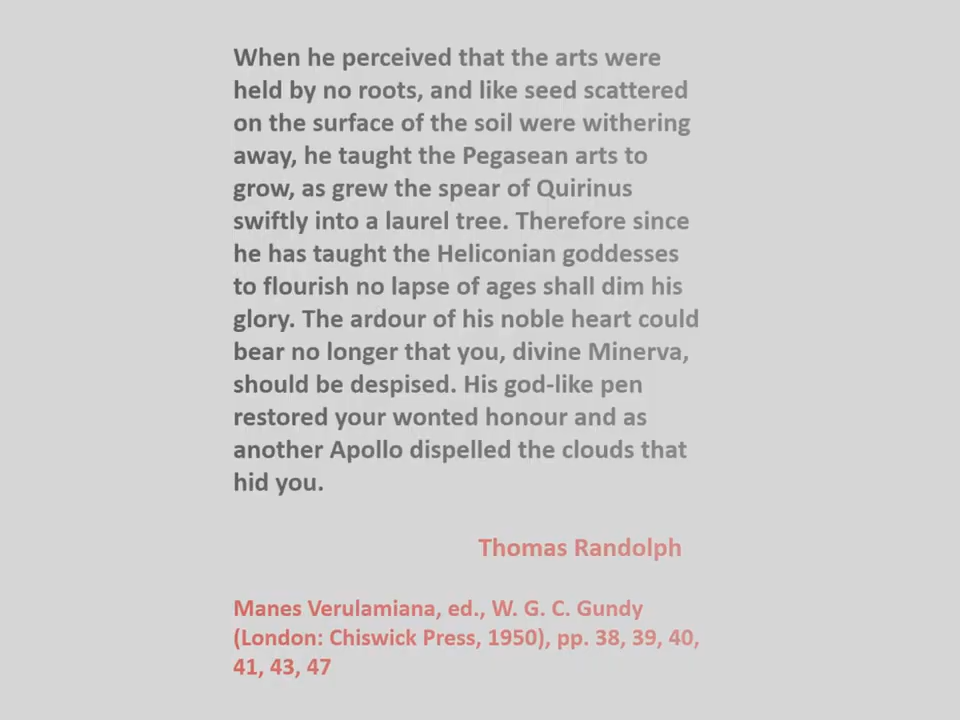 When he perceived that the arts were
held by no roots, and like seed scattered
on the surface of the soil were withering
away, he taught the Pegasean arts to
grow, as grew the spear of Quirinus
swiftly into a laurel tree. Therefore since
he has taught the Heliconian goddesses
to flourish no lapse of ages shall dim his
glory. The ardour of his noble heart could
bear no longer that you, divine Minerva,
should be despised. His god-like pen
restored your wonted honour and as
another Apollo dispelled the clouds that
hid you.
Thomas Randolph
Manes Verulamiana, ed., W. G. C. Gundy
(London: Chiswick Press, 1950), pp. 38, 39, 40,
41, 43, 47